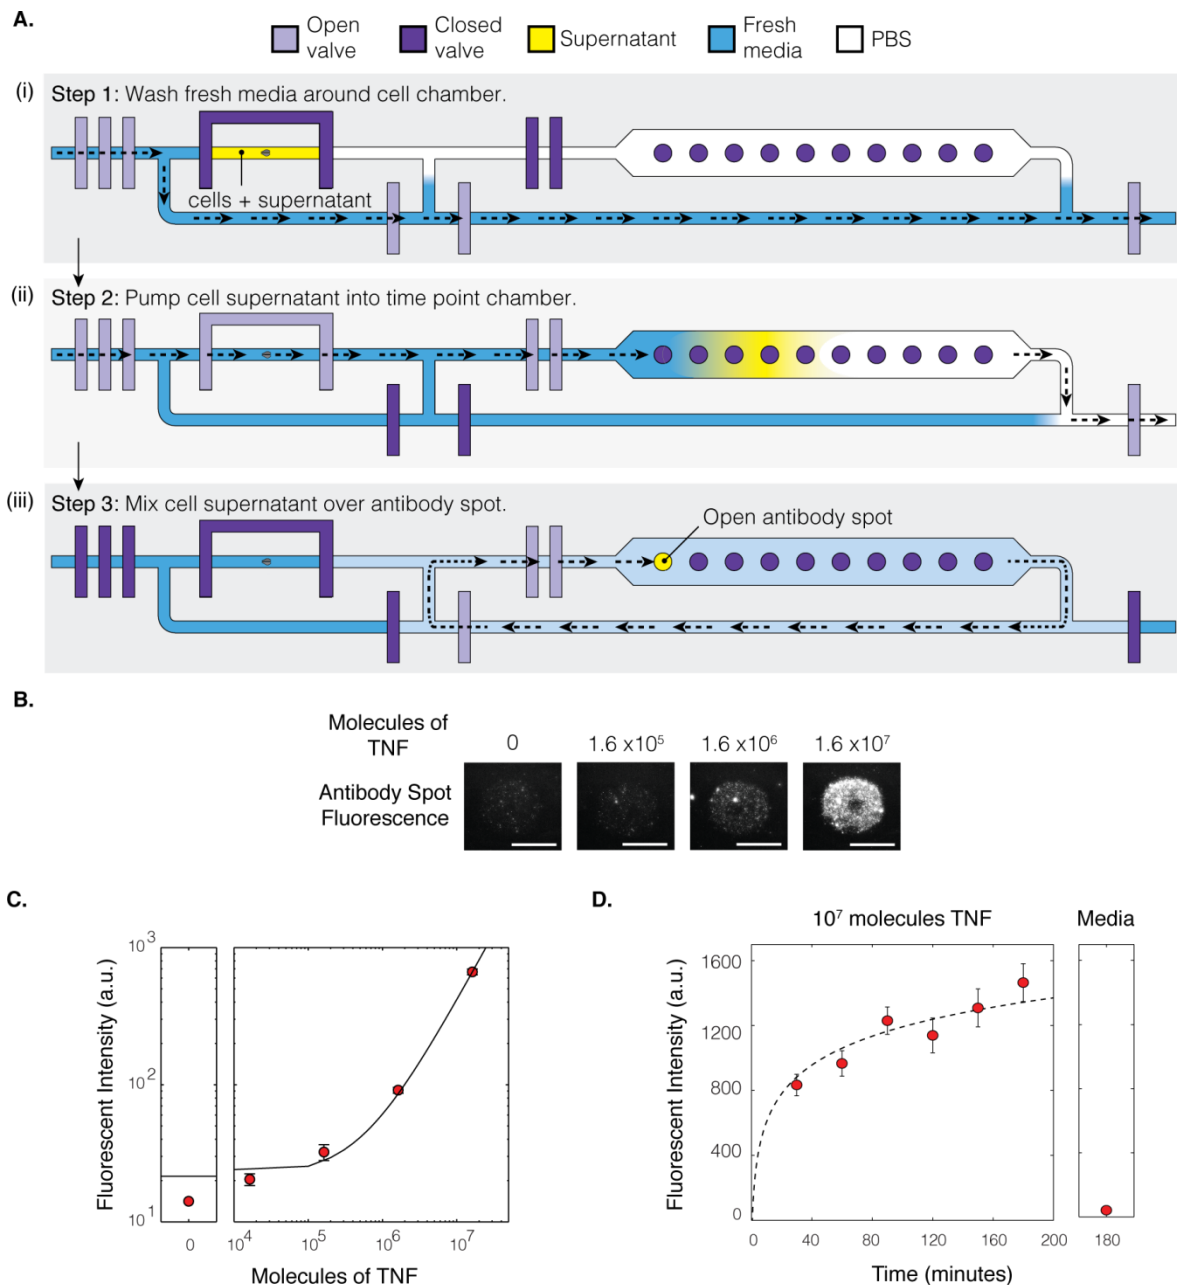 A.
Open valve
Closed valve
Supernatant
Fresh media
PBS
(i) Step 1: Wash fresh media around cell chamber.
cells + supernatant
(ii) Step 2: Pump cell supernatant into time point chamber.
(iii) Step 3: Mix cell supernatant over antibody spot.
Open antibody spot
B.
Molecules of TNF
0 1.6 x10⁵ 1.6 x10⁶ 1.6 x10⁷
Antibody Spot Fluorescence
C.
Fluorescent Intensity (a.u.)
10³
10²
10¹
0 10⁴ 10⁵ 10⁶ 10⁷
Molecules of TNF
D.
10⁷ molecules TNF
Media
Fluorescent Intensity (a.u.)
1600
1200
800
400
0
0 40 80 120 160 200
180
Time (minutes)